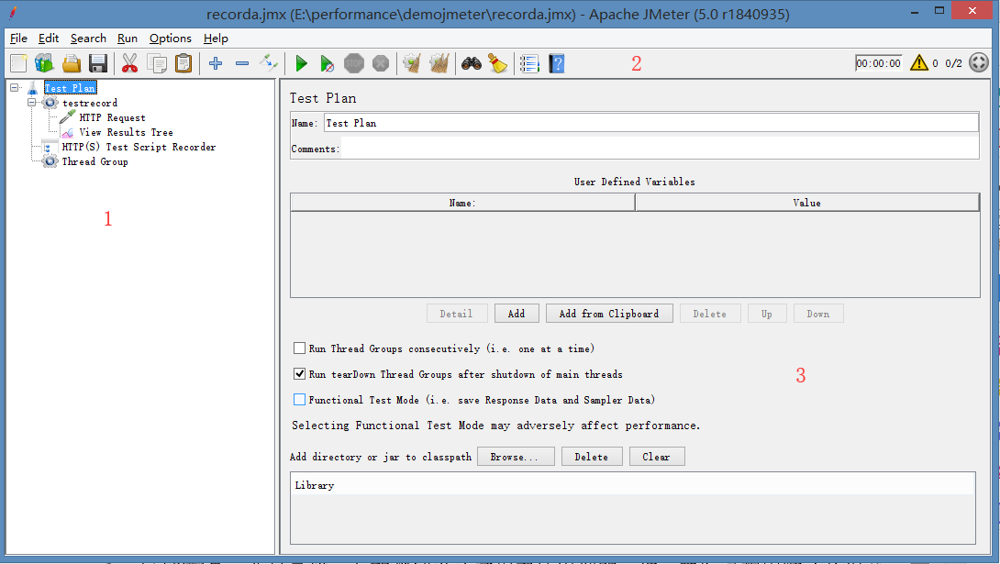 recorda.jmx (E:\performance\demojmeter\recorda.jmx) - Apache JMeter (5.0 r1840935)
File Edit Search Run Options Help
STOP 2 00:00:00 0 0/2
Test Plan
testrecord
HTTP Request
View Results Tree
HTTP(S) Test Script Recorder
Thread Group
1
Test Plan
Name: Test Plan
Comments:
User Defined Variables
Name: Value
Detail Add Add from Clipboard Delete Up Down
Run Thread Groups consecutively (i.e. one at a time)
Run tearDown Thread Groups after shutdown of main threads
3
Functional Test Mode (i.e. save Response Data and Sampler Data)
Selecting Functional Test Mode may adversely affect performance.
Add directory or jar to classpath Browse... Delete Clear
Library